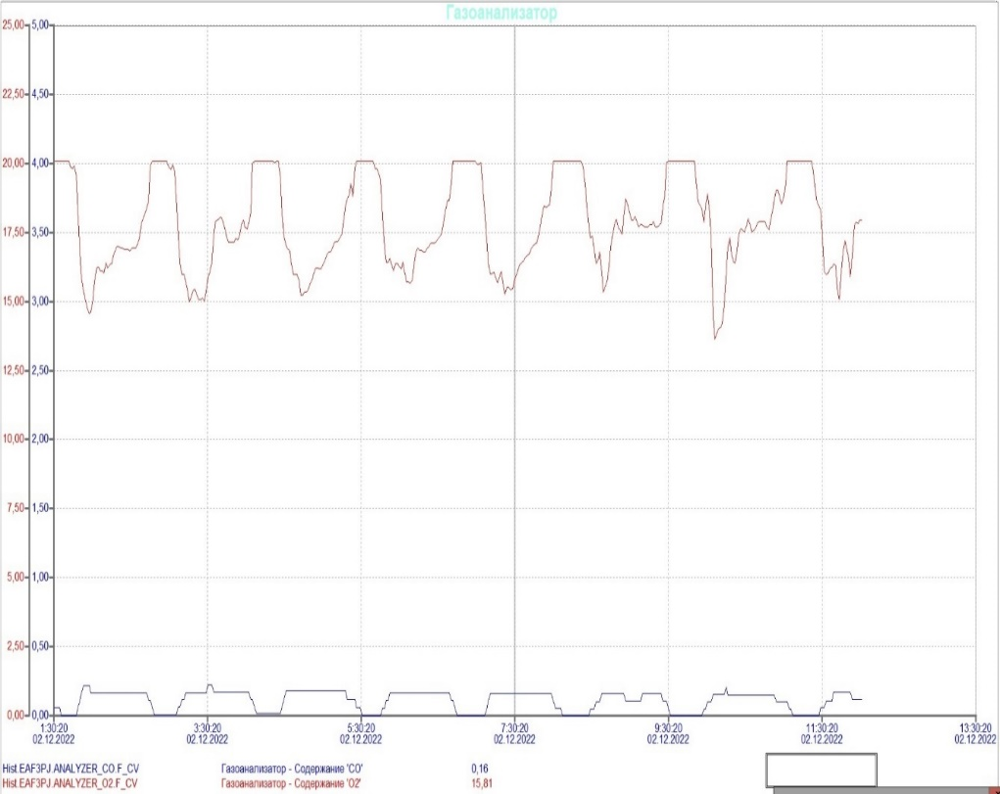 Газоанализатор
25,00 5,00
22,50 4,50
20,00 4,00
17,50 3,50
15,00 3,00
12,50 2,50
10,00 2,00
7,50 1,50
5,00 1,00
2,50 0,50
0,00 0,00
1:30:20 3:30:20 5:30:20 7:30:20 9:30:20 11:30:20 13:30:20
02.12.2022 02.12.2022 02.12.2022 02.12.2022 02.12.2022 02.12.2022 02.12.2022
Hist.EAF3PJ.ANALYZER_CO.F_CV Газоанализатор - Содержание 'CO' 0,16
Hist.EAF3PJ.ANALYZER_O2.F_CV Газоанализатор - Содержание 'O2' 15,81